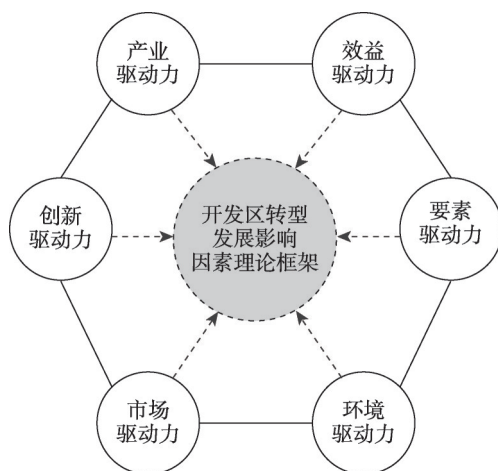 产业
驱动力
效益
驱动力
创新
驱动力
开发区转型
发展影响
因素理论框架
要素
驱动力
市场
驱动力
环境
驱动力